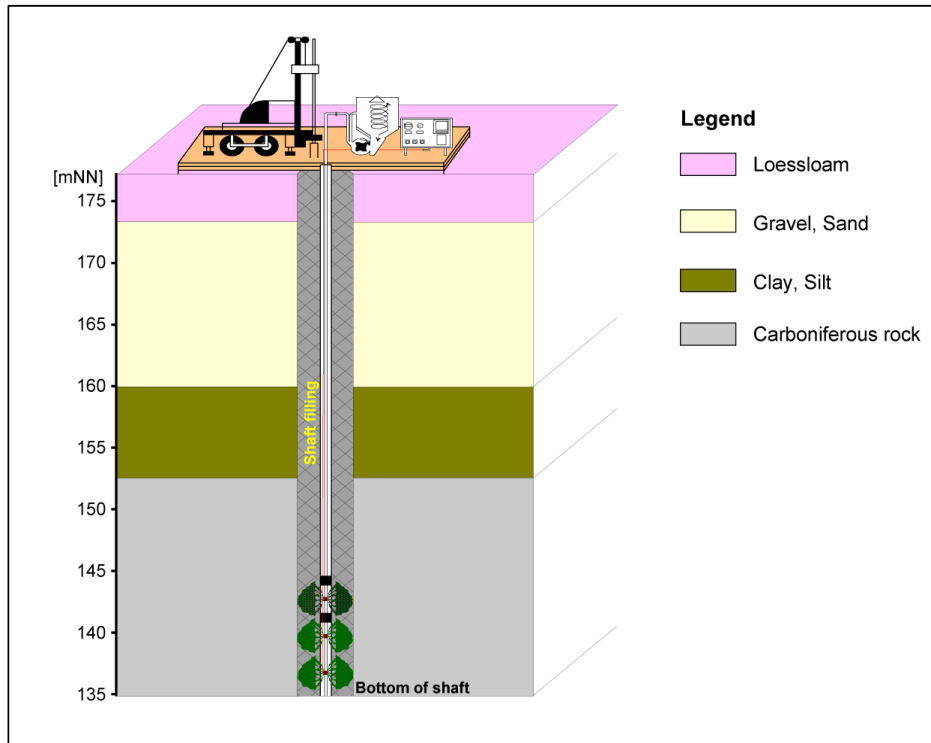 Legend
[mNN]
Loessloam
175
Gravel, Sand
170
Clay, Silt
165
Carboniferous rock
160
Shaft filling
155
150
145
140
135
Bottom of shaft